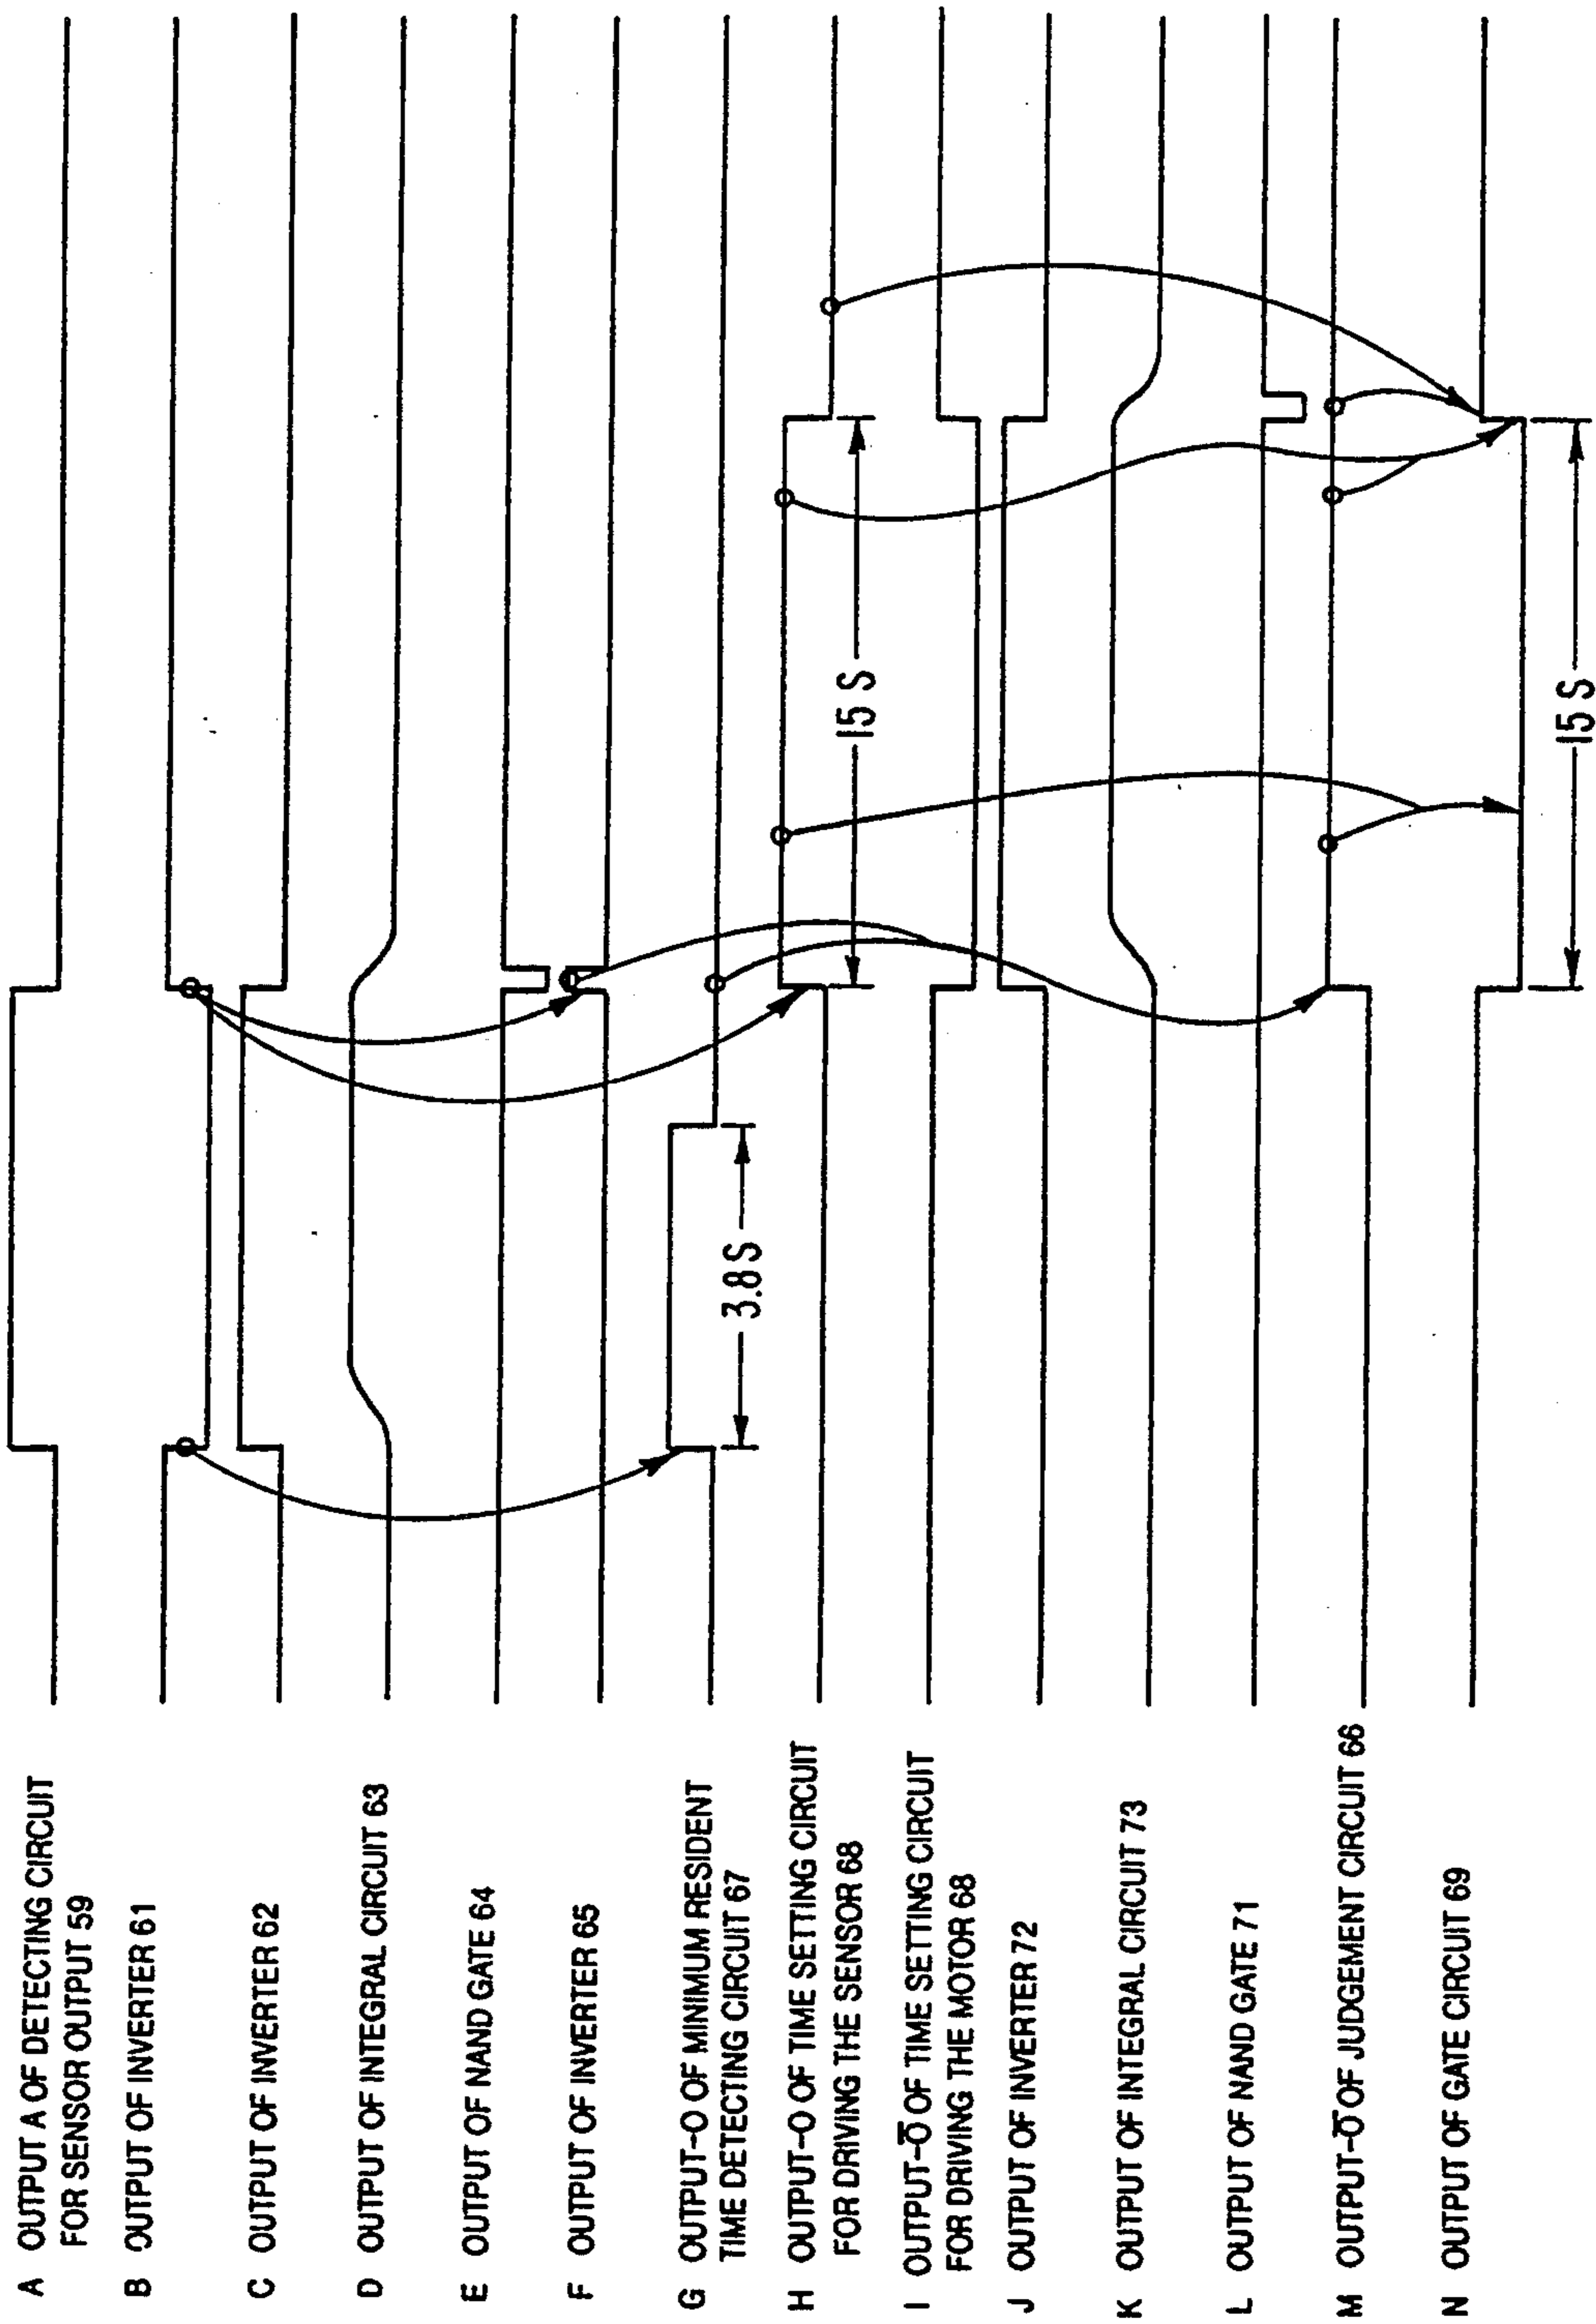 A OUTPUT A OF DETECTING CIRCUIT
FOR SENSOR OUTPUT 59
B OUTPUT OF INVERTER 61
C OUTPUT OF INVERTER 62
D OUTPUT OF INTEGRAL CIRCUIT 63
E OUTPUT OF NAND GATE 64
F OUTPUT OF INVERTER 65
G OUTPUT-O OF MINIMUM RESIDENT
TIME DETECTING CIRCUIT 67
3.8 S
H OUTPUT-O OF TIME SETTING CIRCUIT
FOR DRIVING THE SENSOR 68
15 S
I OUTPUT-O̅ OF TIME SETTING CIRCUIT
FOR DRIVING THE MOTOR 68
J OUTPUT OF INVERTER 72
K OUTPUT OF INTEGRAL CIRCUIT 73
L OUTPUT OF NAND GATE 71
M OUTPUT-O̅ OF JUDGEMENT CIRCUIT 66
N OUTPUT OF GATE CIRCUIT 69
15 S